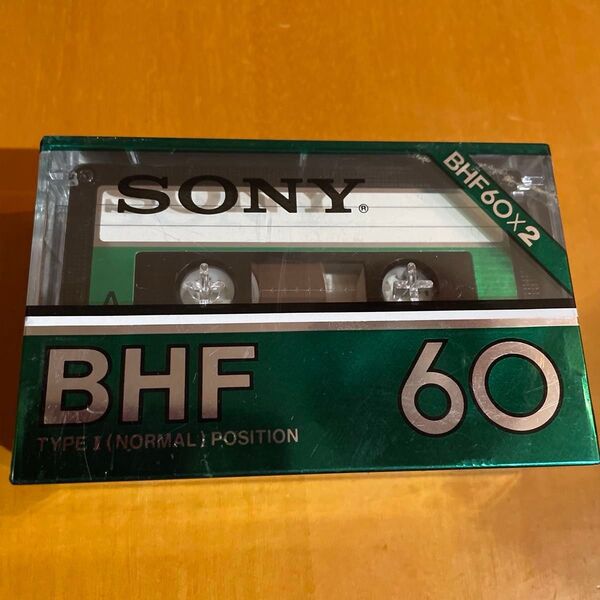 SONY®
BHF60×2
A
BHF 60
TYPE I (NORMAL) POSITION